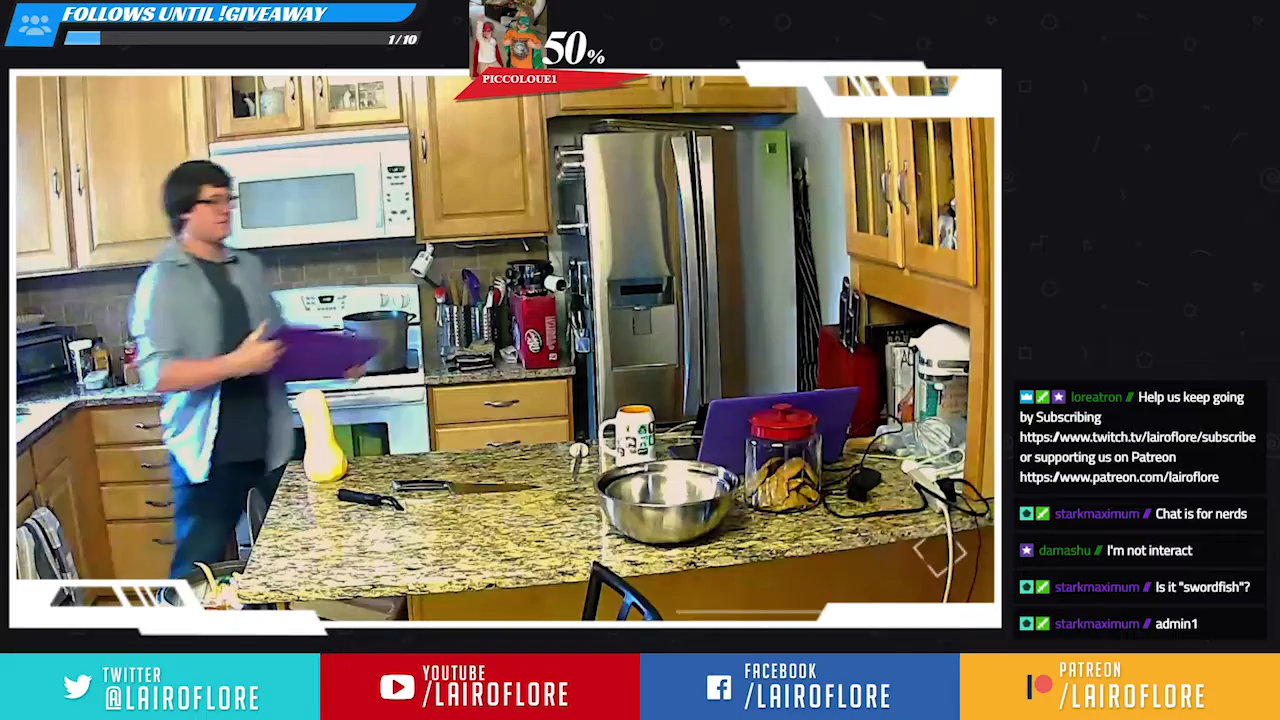 FOLLOWS UNTIL !GIVEAWAY
1/10
50%
PICCOLOUE1
loreatron // Help us keep going
by Subscribing
https://www.twitch.tv/lairoflore/subscribe
or supporting us on Patreon
https://www.patreon.com/lairoflore
starkmaximum // Chat is for nerds
damashu // I'm not interact
starkmaximum // Is it "swordfish"?
starkmaximum // admin1
TWITTER
@LAIROFLORE
YOUTUBE
/LAIROFLORE
FACEBOOK
/LAIROFLORE
PATREON
/LAIROFLORE